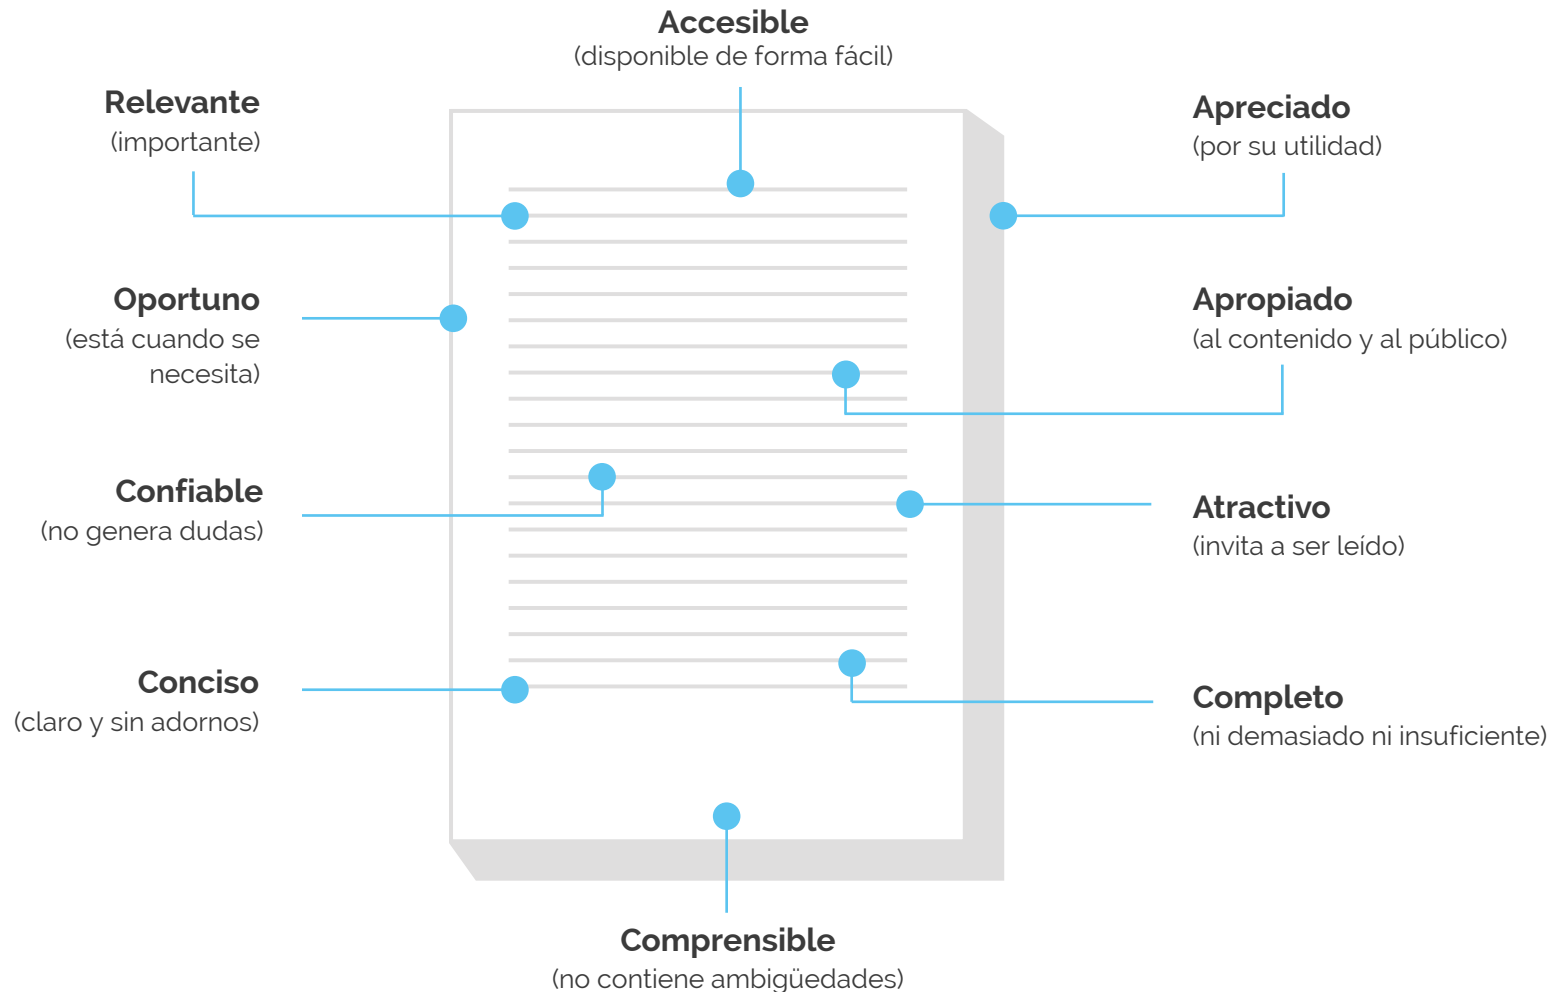 Accesible
(disponible de forma fácil)
Relevante
(importante)
Apreciado
(por su utilidad)
Oportuno
(está cuando se
necesita)
Apropiado
(al contenido y al público)
Confiable
(no genera dudas)
Atractivo
(invita a ser leído)
Conciso
(claro y sin adornos)
Completo
(ni demasiado ni insuficiente)
Comprensible
(no contiene ambigüedades)